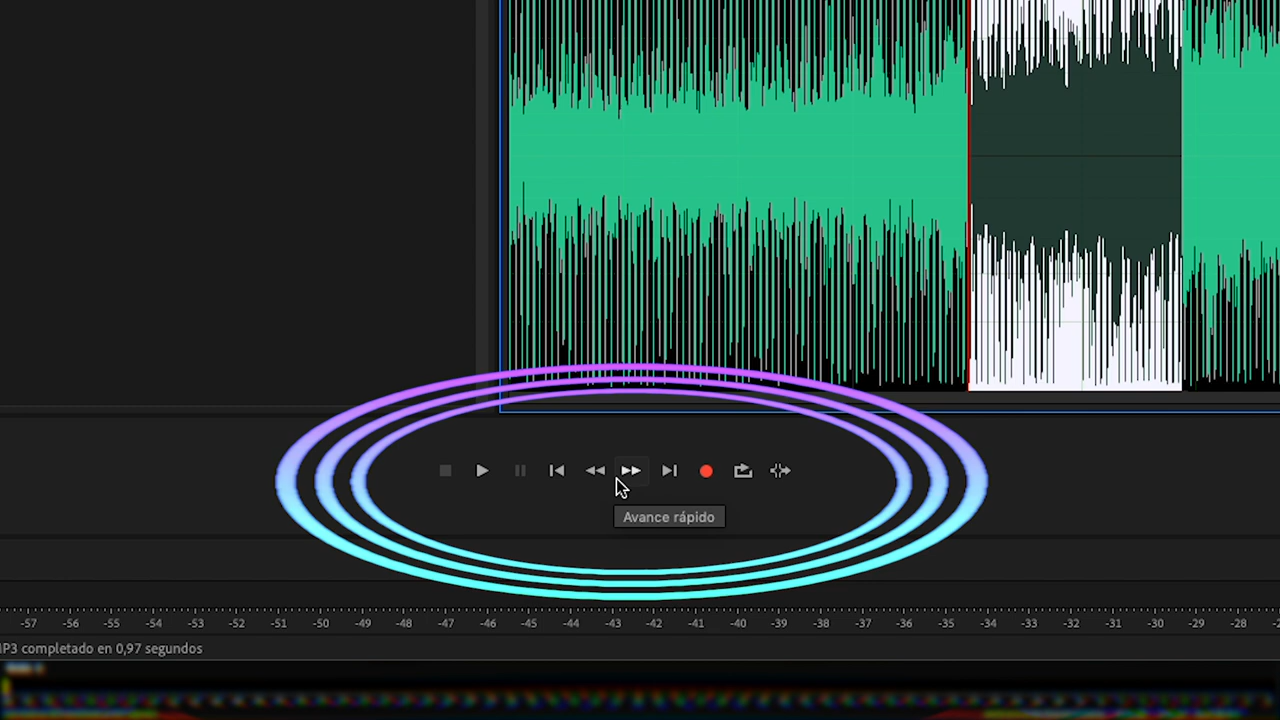 Avance rápido
-57 -56 -55 -54 -53 -52 -51 -50 -49 -48 -47 -46 -45 -44 -43 -42 -41 -40 -39 -38 -37 -36 -35 -34 -33 -32 -31 -30 -29 -28
MP3 completado en 0,97 segundos